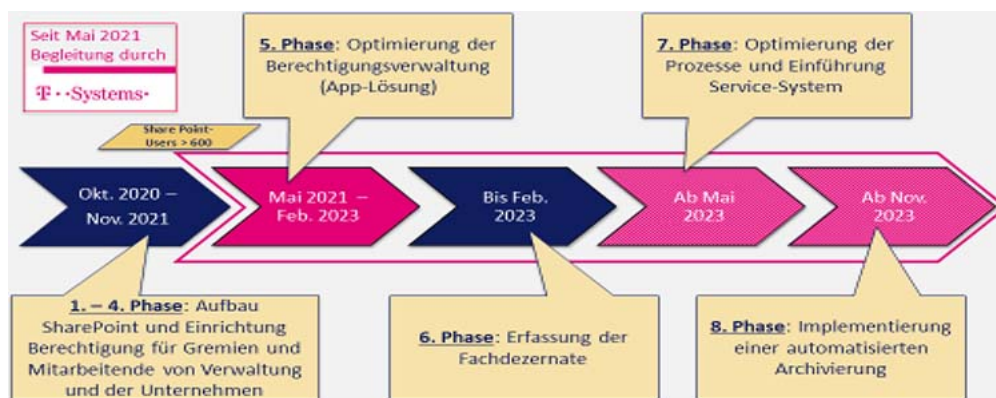 Seit Mai 2021
Begleitung durch
T··Systems·
5. Phase: Optimierung der
Berechtigungsverwaltung
(App-Lösung)
7. Phase: Optimierung der
Prozesse und Einführung
Service-System
Share Point-
Users > 600
Okt. 2020 –
Nov. 2021
Mai 2021 –
Feb. 2023
Bis Feb.
2023
Ab Mai
2023
Ab Nov.
2023
1. – 4. Phase: Aufbau
SharePoint und Einrichtung
Berechtigung für Gremien und
Mitarbeitende von Verwaltung
und der Unternehmen
6. Phase: Erfassung der
Fachdezernate
8. Phase: Implementierung
einer automatisierten
Archivierung